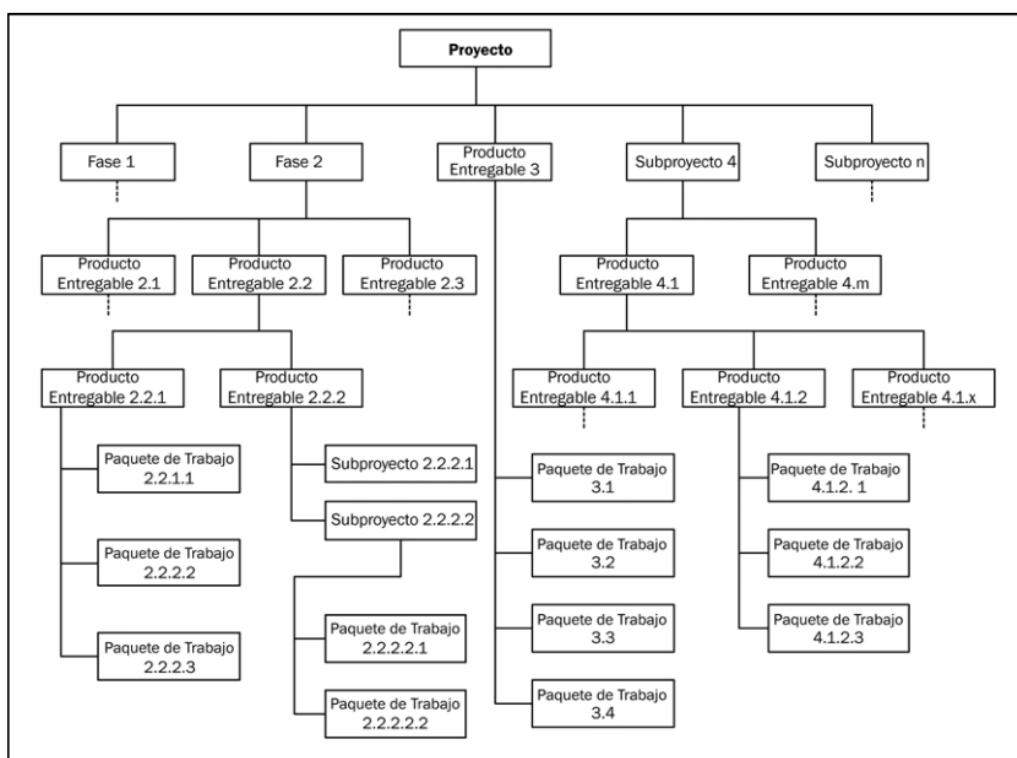 Proyecto
Fase 1
Fase 2
Producto
Entregable 3
Subproyecto 4
Subproyecto n
Producto
Entregable 2.1
Producto
Entregable 2.2
Producto
Entregable 2.3
Producto
Entregable 4.1
Producto
Entregable 4.m
Producto
Entregable 2.2.1
Producto
Entregable 2.2.2
Producto
Entregable 4.1.1
Producto
Entregable 4.1.2
Producto
Entregable 4.1.x
Paquete de Trabajo
2.2.1.1
Paquete de Trabajo
2.2.2.2
Paquete de Trabajo
2.2.2.3
Subproyecto 2.2.2.1
Subproyecto 2.2.2.2
Paquete de Trabajo
2.2.2.2.1
Paquete de Trabajo
2.2.2.2.2
Paquete de Trabajo
3.1
Paquete de Trabajo
3.2
Paquete de Trabajo
3.3
Paquete de Trabajo
3.4
Paquete de Trabajo
4.1.2. 1
Paquete de Trabajo
4.1.2.2
Paquete de Trabajo
4.1.2.3